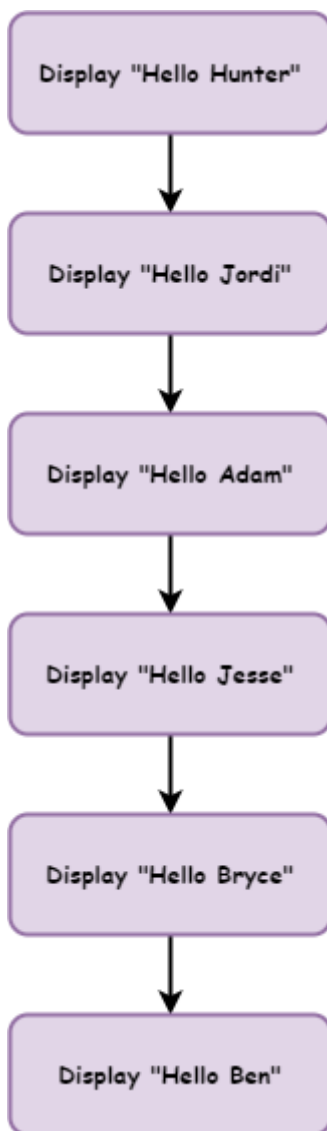 Display "Hello Hunter"
Display "Hello Jordi"
Display "Hello Adam"
Display "Hello Jesse"
Display "Hello Bryce"
Display "Hello Ben"